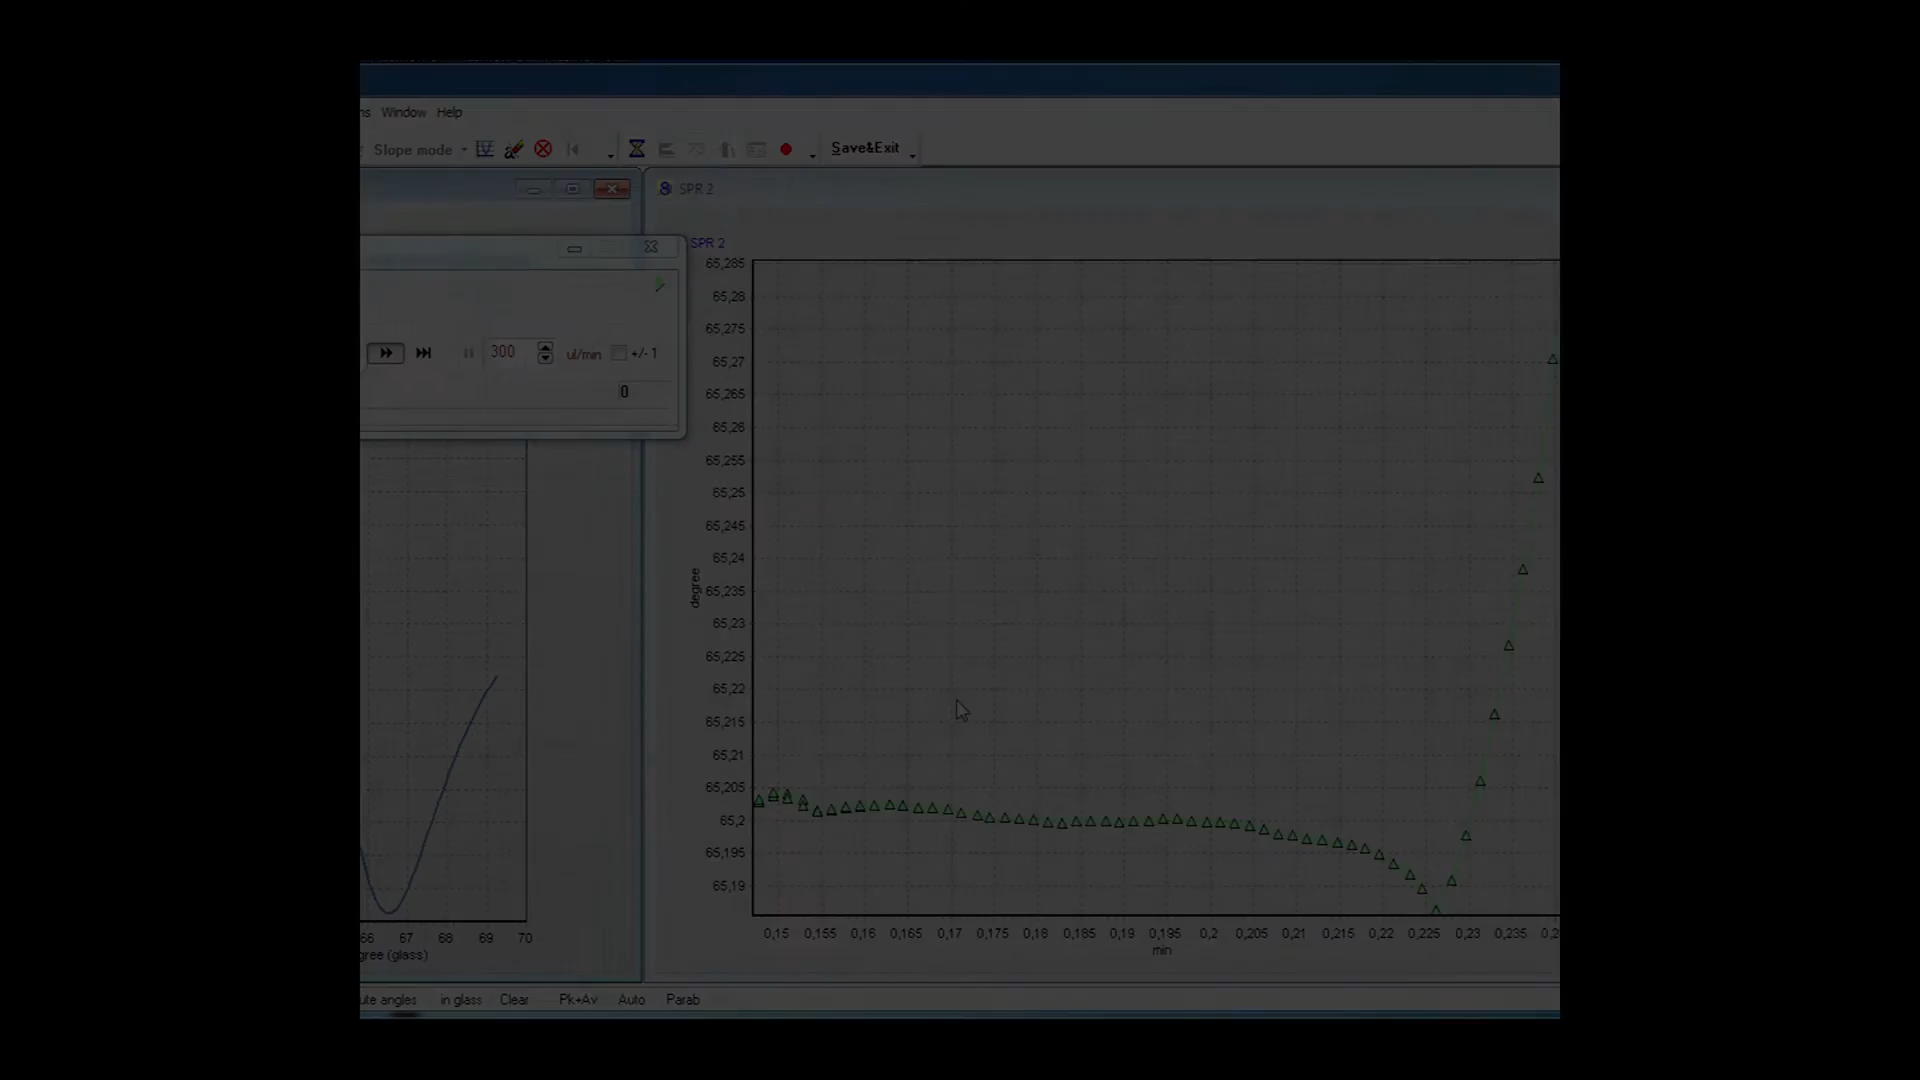 Window Help
Slope mode
Save&Exit
SPR 2
SPR 2
300
ul/min
+/- 1
0
65,285
65,28
65,275
65,27
65,265
65,26
65,255
65,25
65,245
65,24
65,235
65,23
65,225
65,22
65,215
65,21
65,205
65,2
65,195
65,19
degree
0,15 0,155 0,16 0,165 0,17 0,175 0,18 0,185 0,19 0,195 0,2 0,205 0,21 0,215 0,22 0,225 0,23 0,235
min
66 67 68 69 70
gree (glass)
ute angles in glass Clear Pk+Av Auto Parab